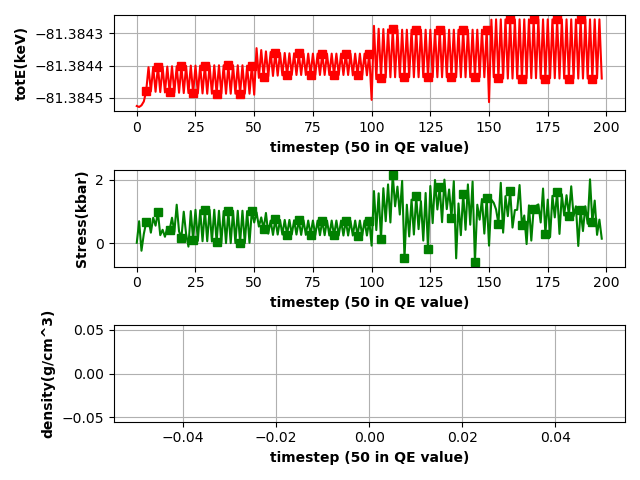 totE(keV)
−81.3843
−81.3844
−81.3845
0 25 50 75 100 125 150 175 200
timestep (50 in QE value)
Stress(kbar)
2
0
0 25 50 75 100 125 150 175 200
timestep (50 in QE value)
density(g/cm^3)
0.05
0.00
−0.05
−0.04 −0.02 0.00 0.02 0.04
timestep (50 in QE value)